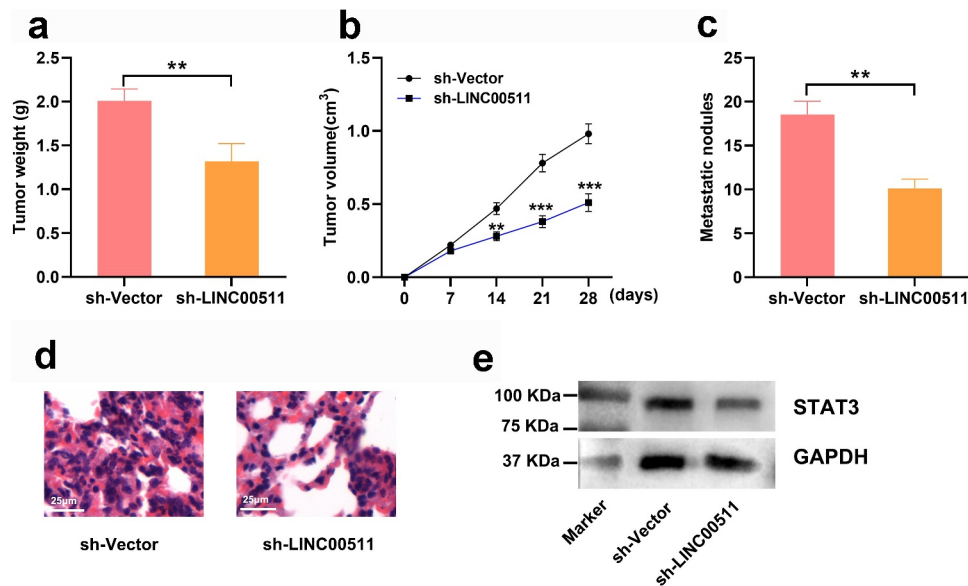 a
Tumor weight (g)
2.5
2.0
1.5
1.0
0.5
0.0
**
sh-Vector
sh-LINC00511
b
Tumor volume(cm³)
1.5
1.0
0.5
0.0
sh-Vector
sh-LINC00511
**
***
***
0
7
14
21
28
(days)
c
Metastatic nodules
25
20
15
10
5
0
**
sh-Vector
sh-LINC00511
d
25μm
25μm
sh-Vector
sh-LINC00511
e
100 KDa
75 KDa
37 KDa
STAT3
GAPDH
Marker
sh-Vector
sh-LINC00511